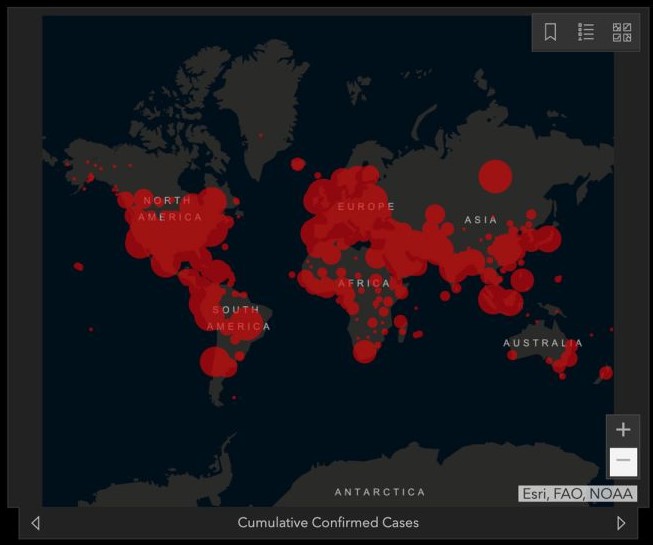 NORTH
AMERICA
EUROPE
ASIA
AFRICA
SOUTH
AMERICA
AUSTRALIA
ANTARCTICA
+
−
Esri, FAO, NOAA
Cumulative Confirmed Cases